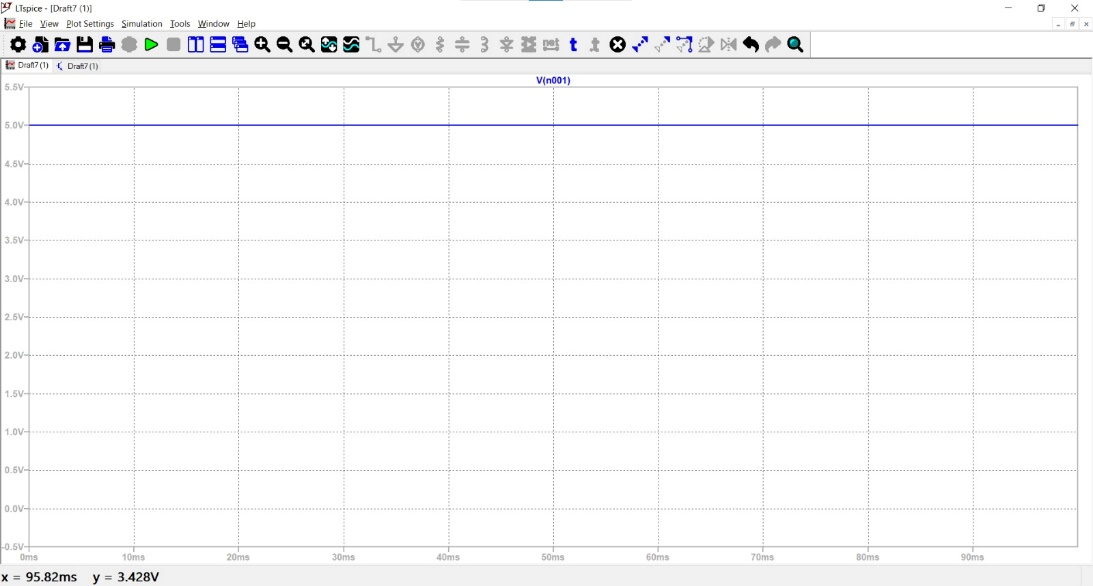 LTspice - [Draft7 (1)]
File View Plot Settings Simulation Tools Window Help
net t t
Draft7 (1) Draft7 (1)
V(n001)
5.5V
5.0V
4.5V
4.0V
3.5V
3.0V
2.5V
2.0V
1.5V
1.0V
0.5V
0.0V
-0.5V
0ms 10ms 20ms 30ms 40ms 50ms 60ms 70ms 80ms 90ms
x = 95.82ms y = 3.428V